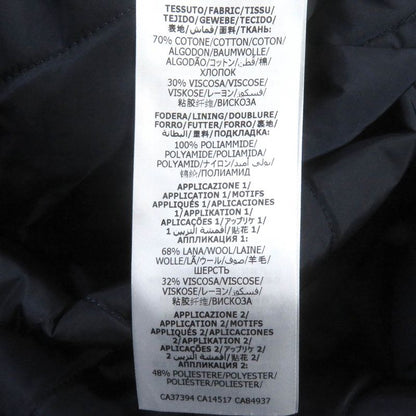 TESSUTO/FABRIC/TISSU/
TEJIDO/GEWEBE/TECIDO/
表地/قماش/面料/ТКАНЬ:
70% COTONE/COTTON/COTON/
ALGODON/BAUMWOLLE/
ALGODÃO/コットン/قطن/棉/
ХЛОПОК
30% VISCOSA/VISCOSE/
VISKOSE/レーヨン/فسكوز/
粘胶纤维/ВИСКОЗА
FODERA/LINING/DOUBLURE/
FORRO/FUTTER/FORRO/裏地/
البطانة/里料/ПОДКЛАДКА:
100% POLIAMMIDE/
POLYAMIDE/POLIAMIDA/
POLYAMID/ナイロン/بولي أميد/
锦纶/ПОЛИАМИД
APPLICAZIONE 1/
APPLICATION 1/MOTIFS
APPLIQUÉS 1/APLICACIONES
1/APPLIKATION 1/
APLICAÇÕES 1/アップリケ 1/
أقمشة التزيين 1/贴花 1/
АППЛИКАЦИЯ 1:
68% LANA/WOOL/LAINE/
WOLLE/LÃ/ウール/صوف/羊毛/
ШЕРСТЬ
32% VISCOSA/VISCOSE/
VISKOSE/レーヨン/فسكوز/
粘胶纤维/ВИСКОЗА
APPLICAZIONE 2/
APPLICATION 2/MOTIFS
APPLIQUÉS 2/APLICACIONES
2/APPLIKATION 2/
APLICAÇÕES 2/アップリケ 2/
أقمشة التزيين 2/贴花 2/
АППЛИКАЦИЯ 2:
48% POLIESTERE/POLYESTER/
POLIÉSTER/POLIESTER/
CA37394 CA14517 CA84937